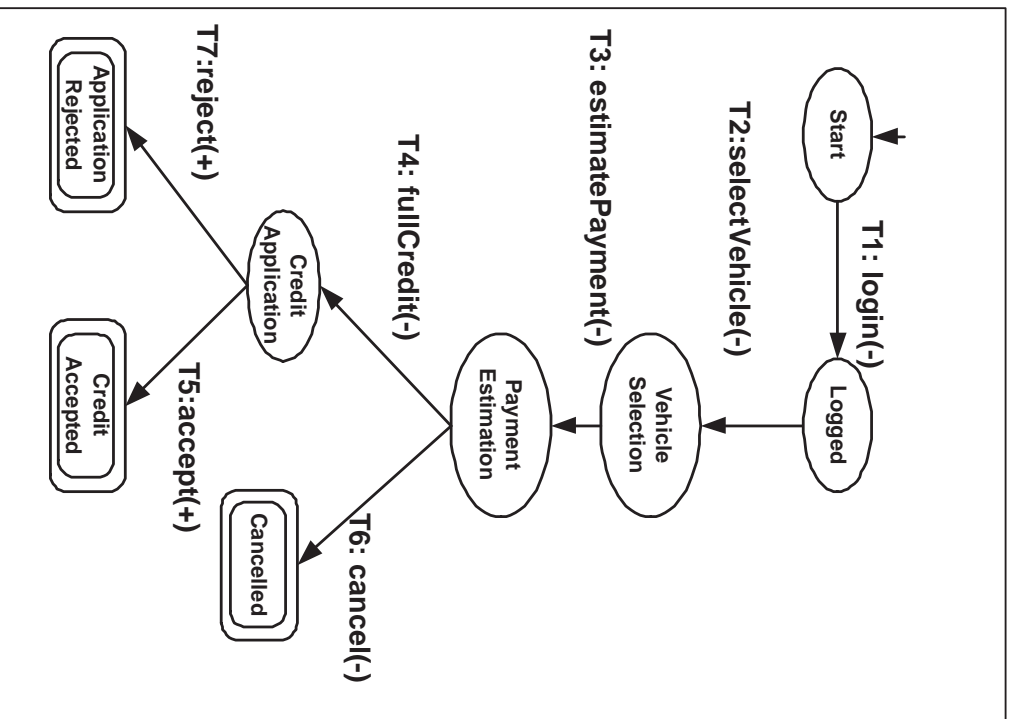 Start
T1: login(-)
Logged
T2:selectVehicle(-)
Vehicle
Selection
T3: estimatePayment(-)
Payment
Estimation
T4: fullCredit(-)
T6: cancel(-)
Credit
Application
Cancelled
T7:reject(+)
T5:accept(+)
Application
Rejected
Credit
Accepted